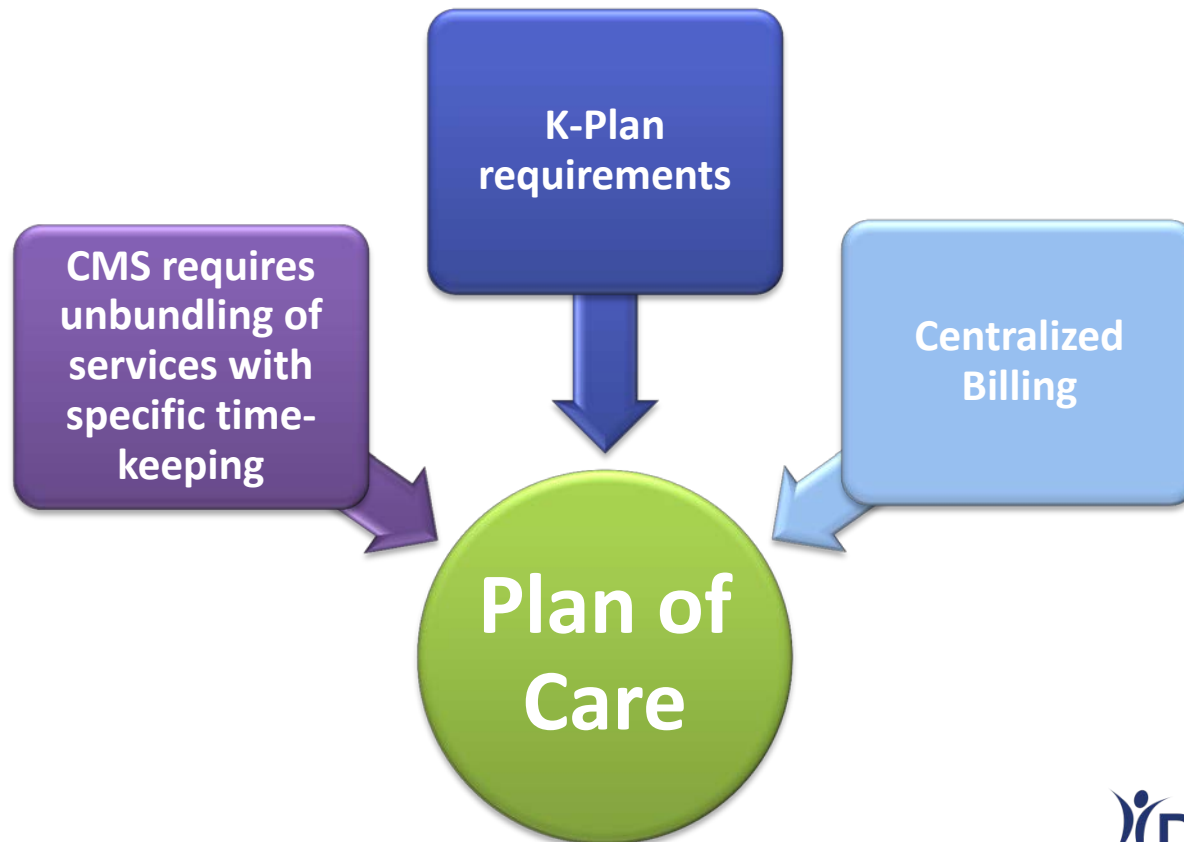 K-Plan
requirements
CMS requires
unbundling of
services with
specific time-
keeping
Centralized
Billing
Plan of
Care